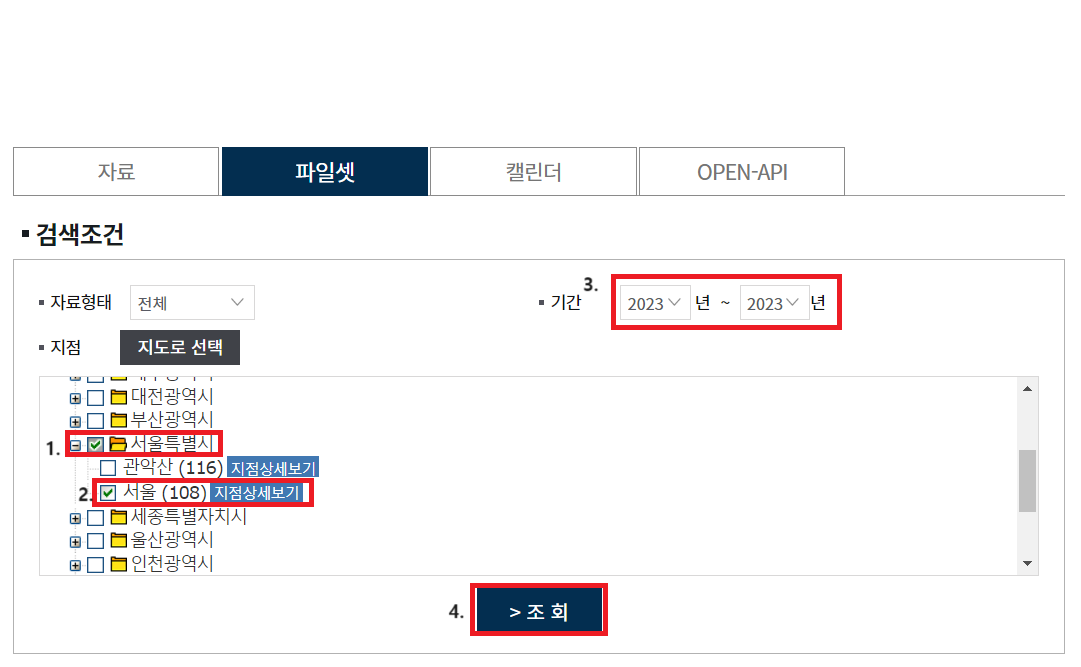 자료 파일셋 캘린더 OPEN-API
검색조건
자료형태 전체 기간 3. 2023 년 ~ 2023 년
지점 지도로 선택
대전광역시
부산광역시
1. 서울특별시
관악산 (116) 지점상세보기
2. 서울 (108) 지점상세보기
세종특별자치시
울산광역시
인천광역시
4. > 조 회